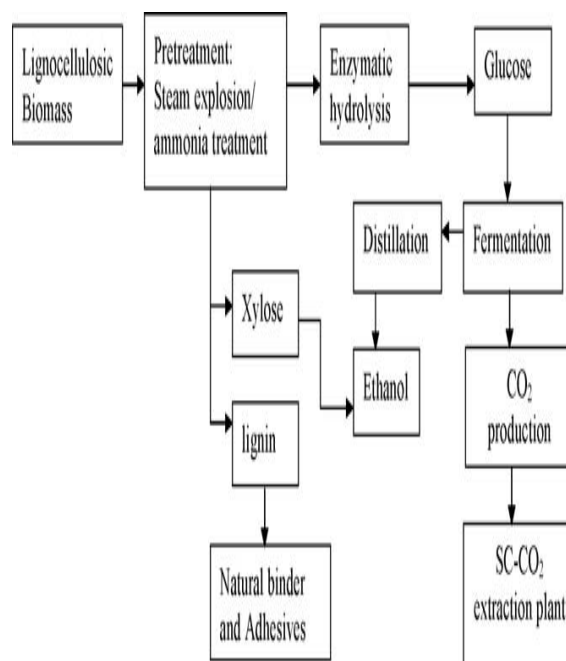 Lignocellulosic
Biomass
Pretreatment:
Steam explosion/
ammonia treatment
Enzymatic
hydrolysis
Glucose
Distillation
Fermentation
Xylose
Ethanol
CO₂
production
lignin
Natural binder
and Adhesives
SC-CO₂
extraction plant